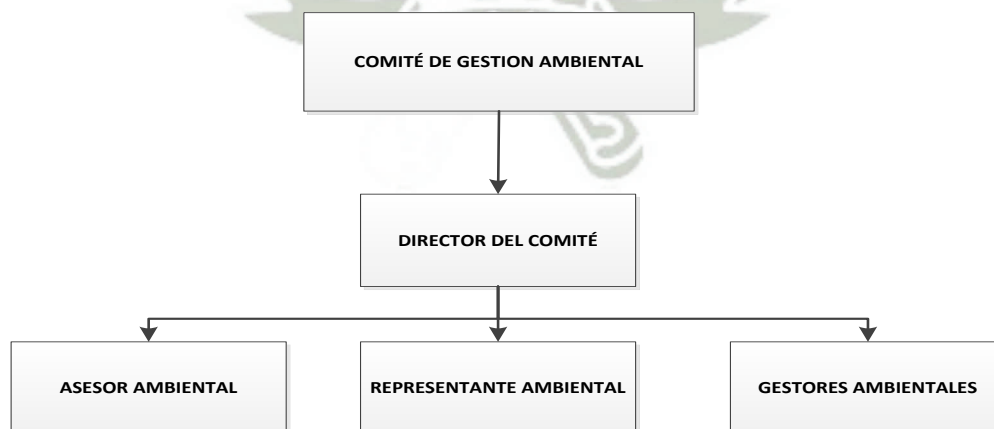 COMITÉ DE GESTION AMBIENTAL
DIRECTOR DEL COMITÉ
ASESOR AMBIENTAL
REPRESENTANTE AMBIENTAL
GESTORES AMBIENTALES